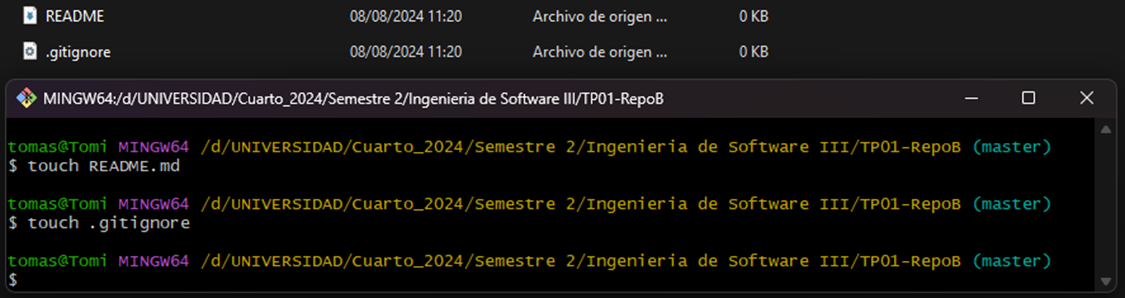 README 08/08/2024 11:20 Archivo de origen ... 0 KB
.gitignore 08/08/2024 11:20 Archivo de origen ... 0 KB
MINGW64:/d/UNIVERSIDAD/Cuarto_2024/Semestre 2/Ingenieria de Software III/TP01-RepoB
tomas@Tomi MINGW64 /d/UNIVERSIDAD/Cuarto_2024/Semestre 2/Ingenieria de Software III/TP01-RepoB (master)
$ touch README.md
tomas@Tomi MINGW64 /d/UNIVERSIDAD/Cuarto_2024/Semestre 2/Ingenieria de Software III/TP01-RepoB (master)
$ touch .gitignore
tomas@Tomi MINGW64 /d/UNIVERSIDAD/Cuarto_2024/Semestre 2/Ingenieria de Software III/TP01-RepoB (master)
$